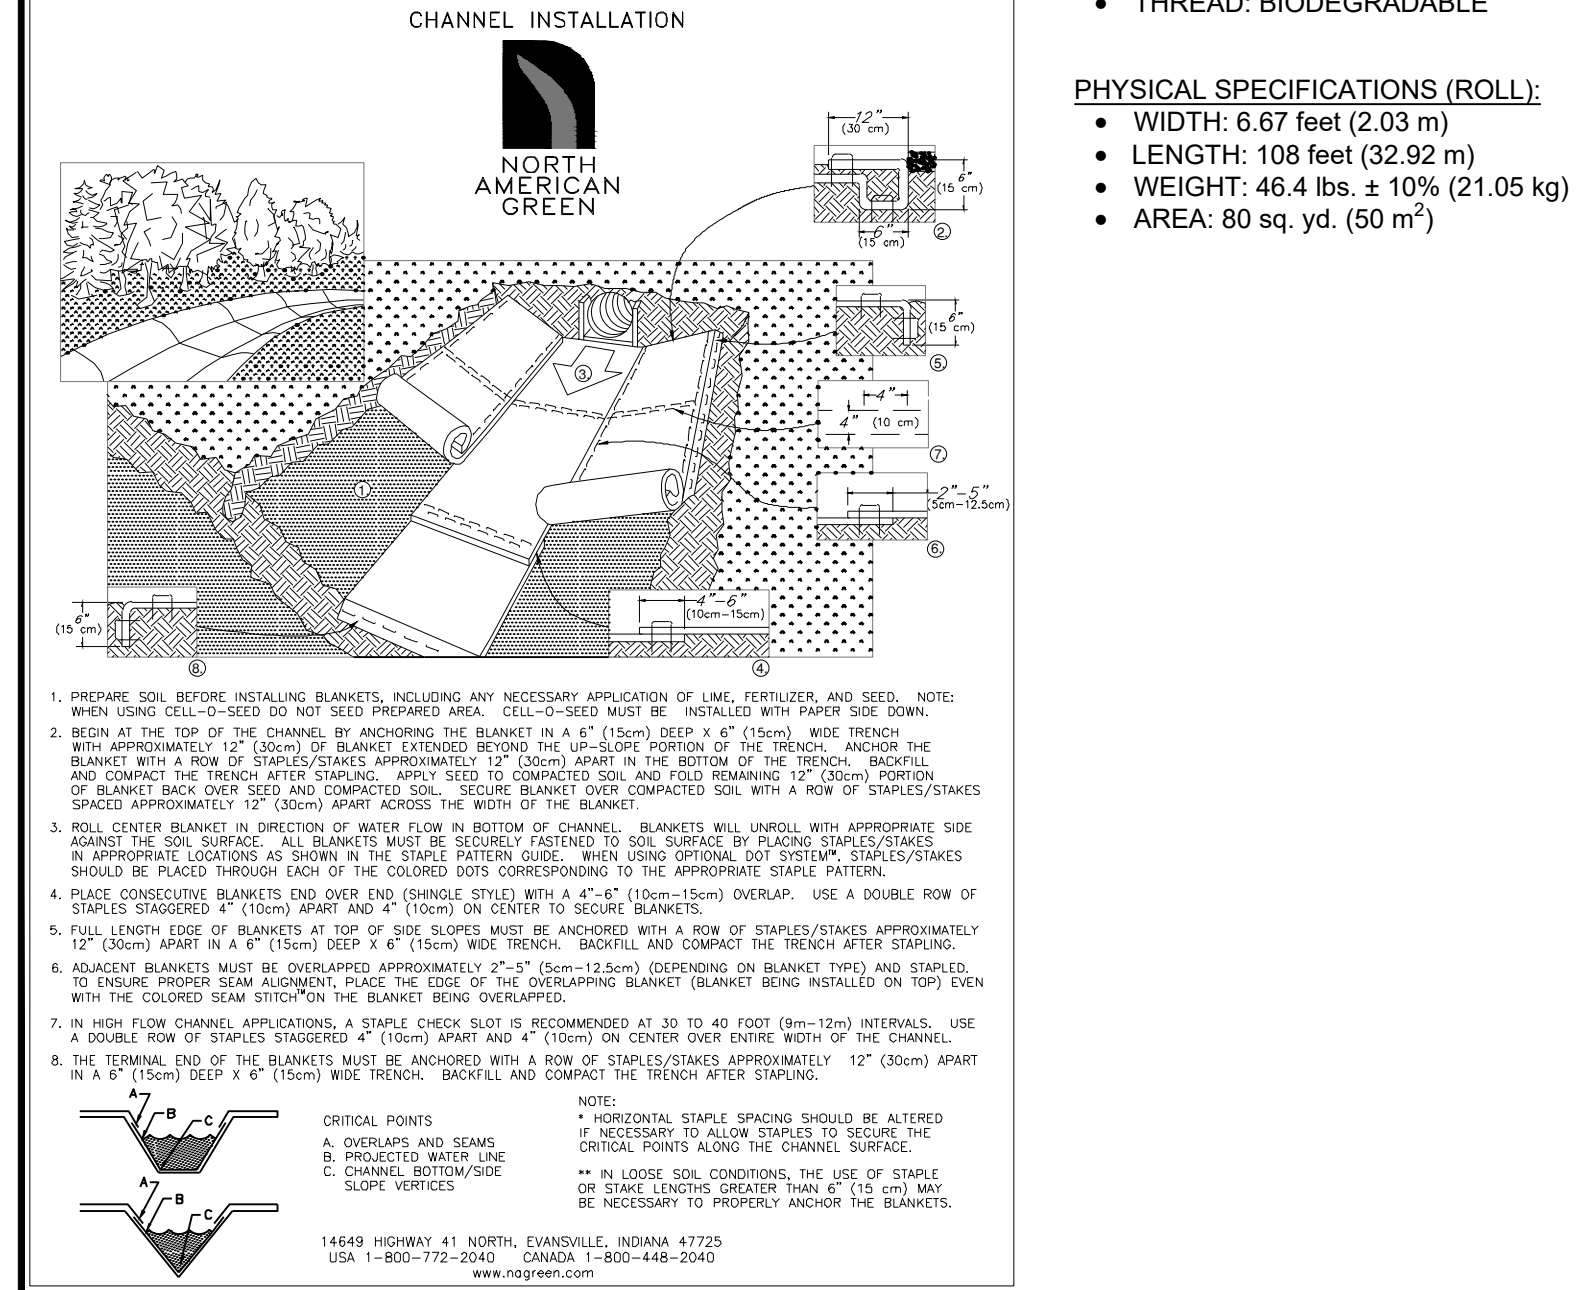 CHANNEL INSTALLATION
NORTH
AMERICAN
GREEN
12"
(30 cm)
6"
(15 cm)
6"
(15 cm)
2.
6"
(15 cm)
5.
3.
4"
4"
(10 cm)
7.
1
2"-5"
(5cm-12.5cm)
6.
6"
(15 cm)
8.
4"-6"
(10cm-15cm)
4.
1. PREPARE SOIL BEFORE INSTALLING BLANKETS, INCLUDING ANY NECESSARY APPLICATION OF LIME, FERTILIZER, AND SEED. NOTE:
WHEN USING CELL-O-SEED DO NOT SEED PREPARED AREA. CELL-O-SEED MUST BE INSTALLED WITH PAPER SIDE DOWN.
2. BEGIN AT THE TOP OF THE CHANNEL BY ANCHORING THE BLANKET IN A 6" (15cm) DEEP X 6" (15cm) WIDE TRENCH
WITH APPROXIMATELY 12" (30cm) OF BLANKET EXTENDED BEYOND THE UP-SLOPE PORTION OF THE TRENCH. ANCHOR THE
BLANKET WITH A ROW OF STAPLES/STAKES APPROXIMATELY 12" (30cm) APART IN THE BOTTOM OF THE TRENCH. BACKFILL
AND COMPACT THE TRENCH AFTER STAPLING. APPLY SEED TO COMPACTED SOIL AND FOLD REMAINING 12" (30cm) PORTION
OF BLANKET BACK OVER SEED AND COMPACTED SOIL. SECURE BLANKET OVER COMPACTED SOIL WITH A ROW OF STAPLES/STAKES
SPACED APPROXIMATELY 12" (30cm) APART ACROSS THE WIDTH OF THE BLANKET.
3. ROLL CENTER BLANKET IN DIRECTION OF WATER FLOW IN BOTTOM OF CHANNEL. BLANKETS WILL UNROLL WITH APPROPRIATE SIDE
AGAINST THE SOIL SURFACE. ALL BLANKETS MUST BE SECURELY FASTENED TO SOIL SURFACE BY PLACING STAPLES/STAKES
IN APPROPRIATE LOCATIONS AS SHOWN IN THE STAPLE PATTERN GUIDE. WHEN USING OPTIONAL DOT SYSTEM™, STAPLES/STAKES
SHOULD BE PLACED THROUGH EACH OF THE COLORED DOTS CORRESPONDING TO THE APPROPRIATE STAPLE PATTERN.
4. PLACE CONSECUTIVE BLANKETS END OVER END (SHINGLE STYLE) WITH A 4"-6" (10cm-15cm) OVERLAP. USE A DOUBLE ROW OF
STAPLES STAGGERED 4" (10cm) APART AND 4" (10cm) ON CENTER TO SECURE BLANKETS.
5. FULL LENGTH EDGE OF BLANKETS AT TOP OF SIDE SLOPES MUST BE ANCHORED WITH A ROW OF STAPLES/STAKES APPROXIMATELY
12" (30cm) APART IN A 6" (15cm) DEEP X 6" (15cm) WIDE TRENCH. BACKFILL AND COMPACT THE TRENCH AFTER STAPLING.
6. ADJACENT BLANKETS MUST BE OVERLAPPED APPROXIMATELY 2"-5" (5cm-12.5cm) (DEPENDING ON BLANKET TYPE) AND STAPLED.
TO ENSURE PROPER SEAM ALIGNMENT, PLACE THE EDGE OF THE OVERLAPPING BLANKET (BLANKET BEING INSTALLED ON TOP) EVEN
WITH THE COLORED SEAM STITCH™ ON THE BLANKET BEING OVERLAPPED.
7. IN HIGH FLOW CHANNEL APPLICATIONS, A STAPLE CHECK SLOT IS RECOMMENDED AT 30 TO 40 FOOT (9m-12m) INTERVALS. USE
A DOUBLE ROW OF STAPLES STAGGERED 4" (10cm) APART AND 4" (10cm) ON CENTER OVER ENTIRE WIDTH OF THE CHANNEL.
8. THE TERMINAL END OF THE BLANKETS MUST BE ANCHORED WITH A ROW OF STAPLES/STAKES APPROXIMATELY 12" (30cm) APART
IN A 6" (15cm) DEEP X 6" (15cm) WIDE TRENCH. BACKFILL AND COMPACT THE TRENCH AFTER STAPLING.
A
B
C
A
B
C
CRITICAL POINTS
A. OVERLAPS AND SEAMS
B. PROJECTED WATER LINE
C. CHANNEL BOTTOM/SIDE
SLOPE VERTICES
NOTE:
* HORIZONTAL STAPLE SPACING SHOULD BE ALTERED
IF NECESSARY TO ALLOW STAPLES TO SECURE THE
CRITICAL POINTS ALONG THE CHANNEL SURFACE.
** IN LOOSE SOIL CONDITIONS, THE USE OF STAPLE
OR STAKE LENGTHS GREATER THAN 6" (15 cm) MAY
BE NECESSARY TO PROPERLY ANCHOR THE BLANKETS.
14649 HIGHWAY 41 NORTH, EVANSVILLE, INDIANA 47725
USA 1-800-772-2040 CANADA 1-800-448-2040
www.nagreen.com
• THREAD: BIODEGRADABLE
PHYSICAL SPECIFICATIONS (ROLL):
• WIDTH: 6.67 feet (2.03 m)
• LENGTH: 108 feet (32.92 m)
• WEIGHT: 46.4 lbs. ± 10% (21.05 kg)
• AREA: 80 sq. yd. (50 m²)